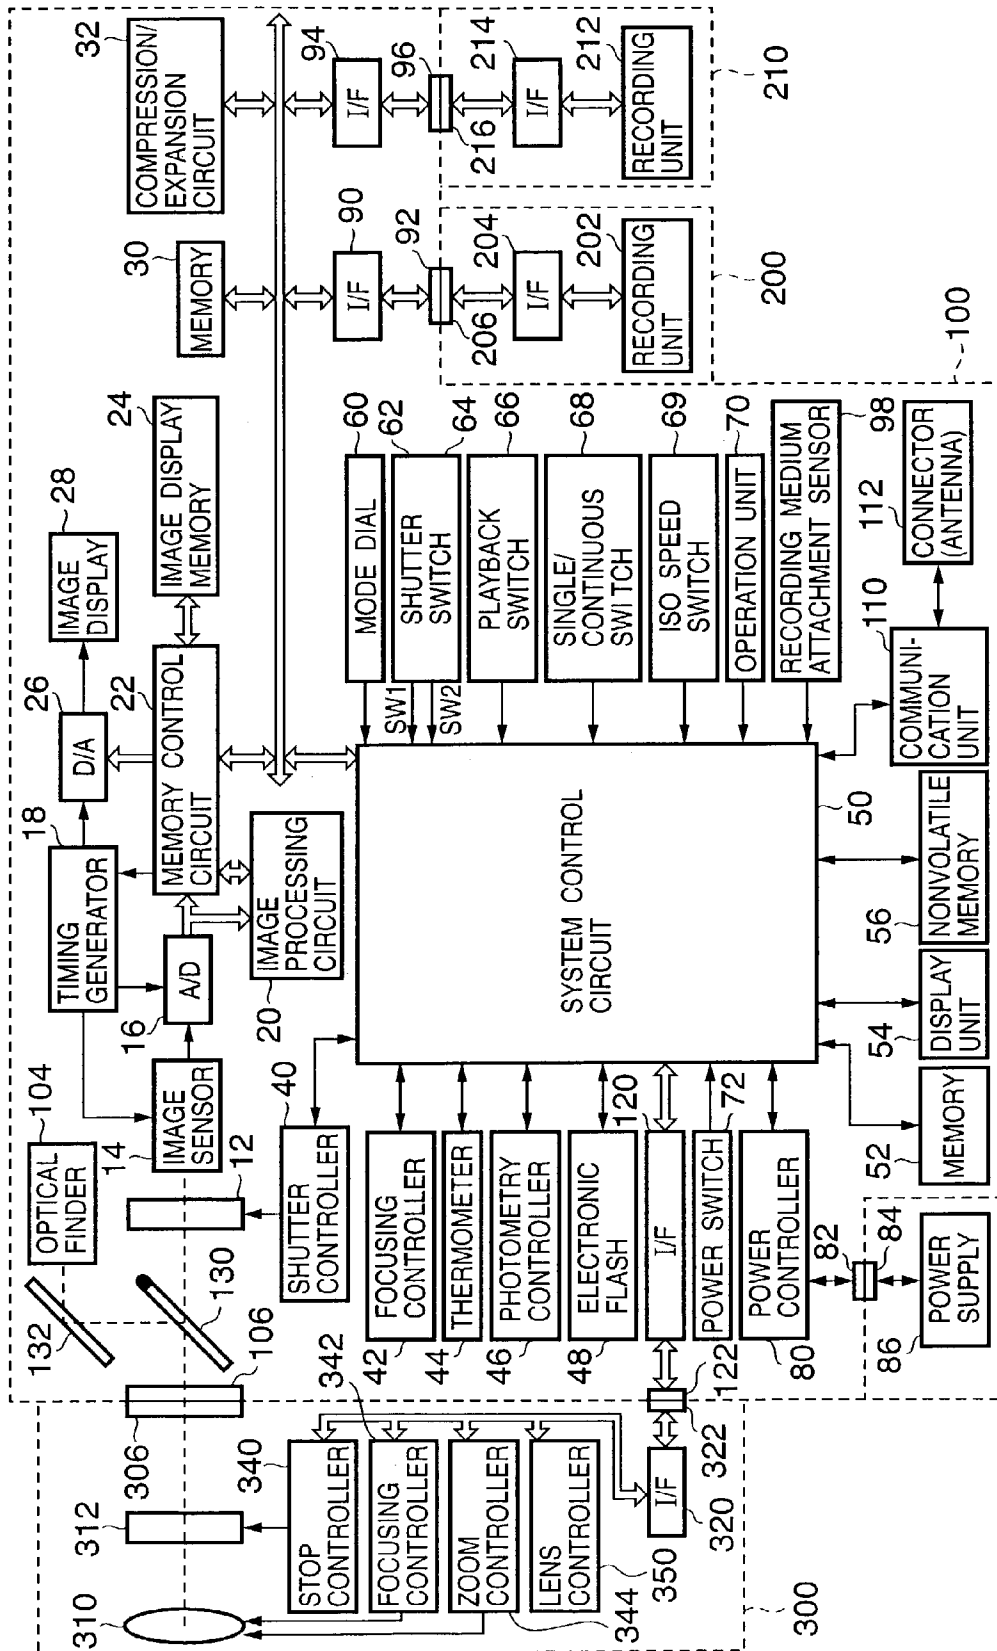 310
312
306
106
132
130
OPTICAL
FINDER
104
12
14
IMAGE
SENSOR
16
A/D
TIMING
GENERATOR
18
D/A
26
IMAGE
DISPLAY
28
MEMORY CONTROL
CIRCUIT
22
IMAGE DISPLAY
MEMORY
24
IMAGE
PROCESSING
CIRCUIT
20
MEMORY
30
COMPRESSION/
EXPANSION
CIRCUIT
32
I/F
90
92
206
I/F
204
RECORDING
UNIT
202
200
I/F
94
96
216
I/F
214
RECORDING
UNIT
212
210
STOP
CONTROLLER
340
FOCUSING
CONTROLLER
342
ZOOM
CONTROLLER
344
LENS
CONTROLLER
350
I/F
320
322
122
300
SHUTTER
CONTROLLER
40
FOCUSING
CONTROLLER
42
THERMOMETER
44
PHOTOMETRY
CONTROLLER
46
ELECTRONIC
FLASH
48
I/F
120
POWER SWITCH
72
POWER
CONTROLLER
80
82
84
POWER
SUPPLY
86
SYSTEM CONTROL
CIRCUIT
50
MODE DIAL
60
SW1
SW2
SHUTTER
SWITCH
62
64
PLAYBACK
SWITCH
66
SINGLE/
CONTINUOUS
SWITCH
68
ISO SPEED
SWITCH
69
OPERATION UNIT
70
RECORDING MEDIUM
ATTACHMENT SENSOR
98
MEMORY
52
DISPLAY
UNIT
54
NONVOLATILE
MEMORY
56
COMMUNI-
CATION
UNIT
110
CONNECTOR
(ANTENNA)
112
100